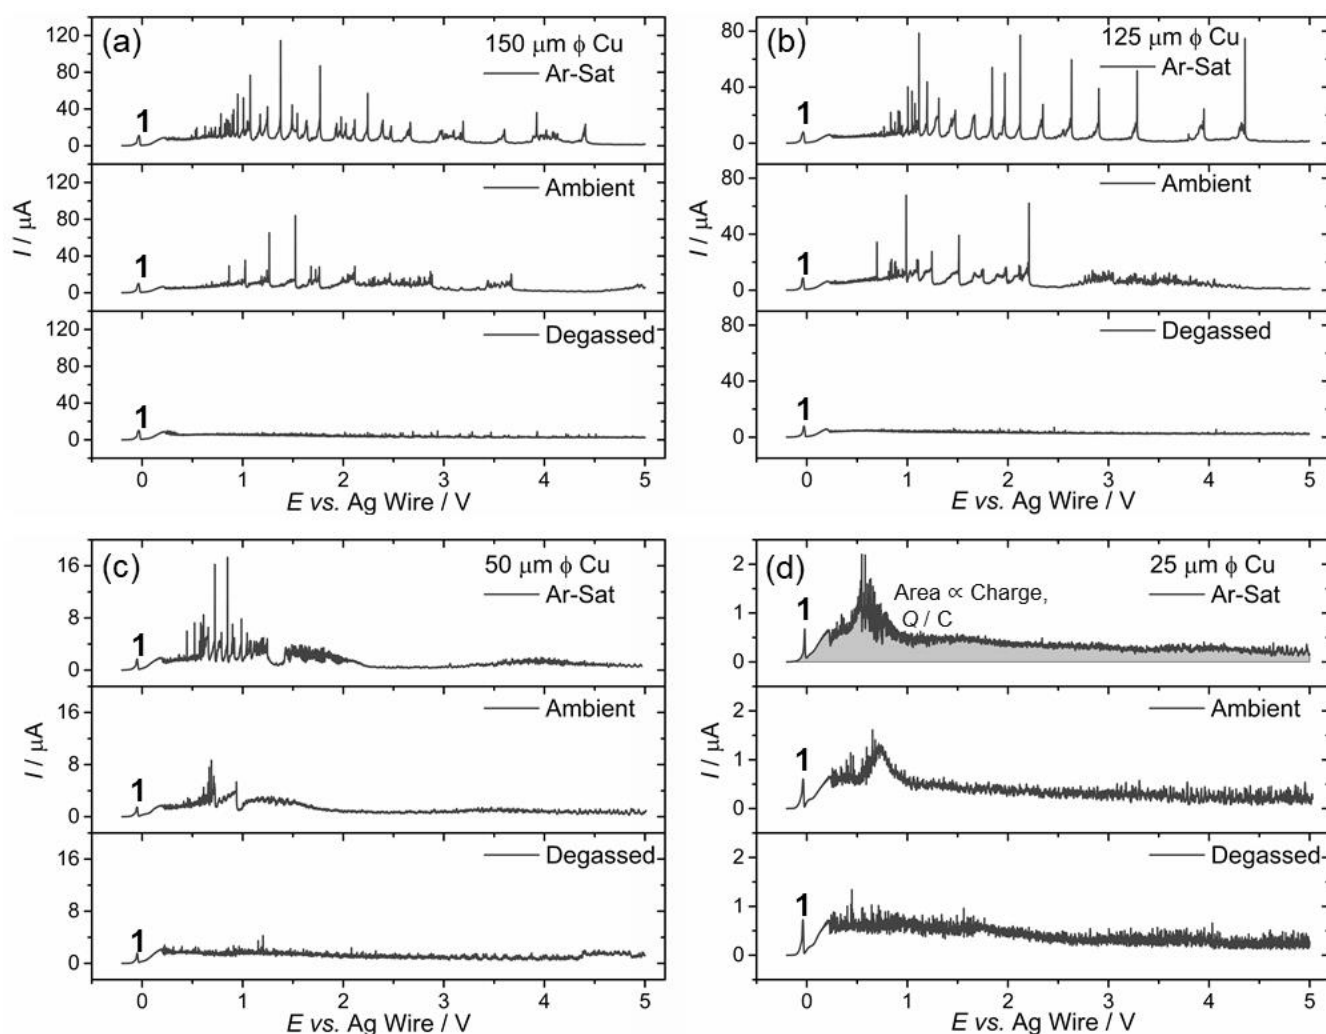 (a)
150 μm ϕ Cu
Ar-Sat
120
80
40
0
1
Ambient
120
80
40
0
1
I / μA
Degassed
120
80
40
0
1
0 1 2 3 4 5
E vs. Ag Wire / V
(b)
125 μm ϕ Cu
Ar-Sat
80
40
0
1
Ambient
80
40
0
1
I / μA
Degassed
80
40
0
1
0 1 2 3 4 5
E vs. Ag Wire / V
(c)
50 μm ϕ Cu
Ar-Sat
16
8
0
1
Ambient
16
8
0
1
I / μA
Degassed
16
8
0
1
0 1 2 3 4 5
E vs. Ag Wire / V
(d)
25 μm ϕ Cu
Ar-Sat
Area ∝ Charge,
Q / C
2
1
0
1
Ambient
2
1
0
1
I / μA
Degassed
2
1
0
1
0 1 2 3 4 5
E vs. Ag Wire / V